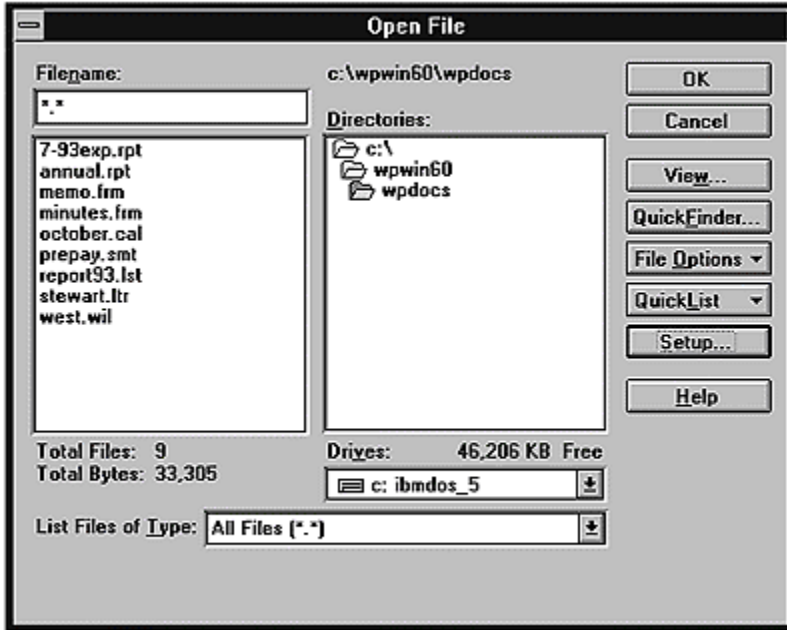 Open File
Filename:
*.*
7-93exp.rpt
annual.rpt
memo.frm
minutes.frm
october.cal
prepay.smt
report93.lst
stewart.ltr
west.wil
Total Files: 9
Total Bytes: 33,305
c:\wpwin60\wpdocs
Directories:
c:\
wpwin60
wpdocs
Drives: 46,206 KB Free
c: ibmdos_5
List Files of Type: All Files (*.*)
OK
Cancel
View...
QuickFinder...
File Options
QuickList
Setup...
Help